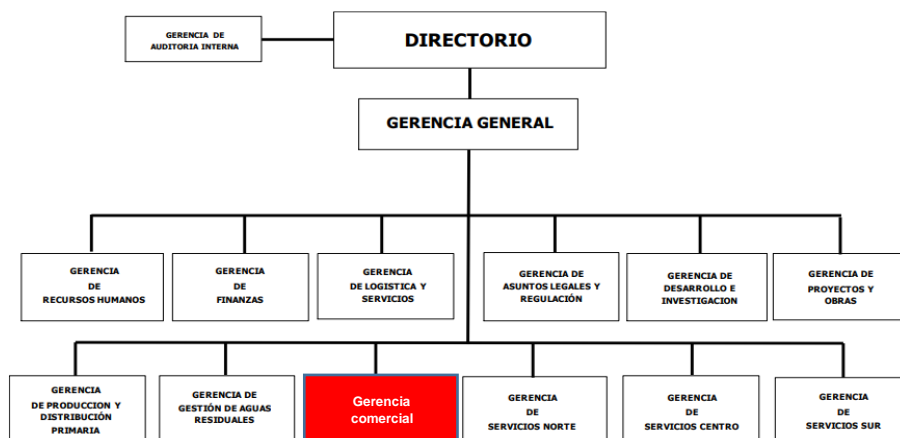 GERENCIA DE
AUDITORIA INTERNA
DIRECTORIO
GERENCIA GENERAL
GERENCIA
DE
RECURSOS HUMANOS
GERENCIA
DE
FINANZAS
GERENCIA
DE LOGISTICA Y
SERVICIOS
GERENCIA DE
ASUNTOS LEGALES Y
REGULACIÓN
GERENCIA DE
DESARROLLO E
INVESTIGACION
GERENCIA DE
PROYECTOS Y
OBRAS
GERENCIA
DE PRODUCCION Y
DISTRIBUCIÓN
PRIMARIA
GERENCIA DE
GESTIÓN DE AGUAS
RESIDUALES
Gerencia
comercial
GERENCIA
DE
SERVICIOS NORTE
GERENCIA
DE
SERVICIOS CENTRO
GERENCIA
DE
SERVICIOS SUR